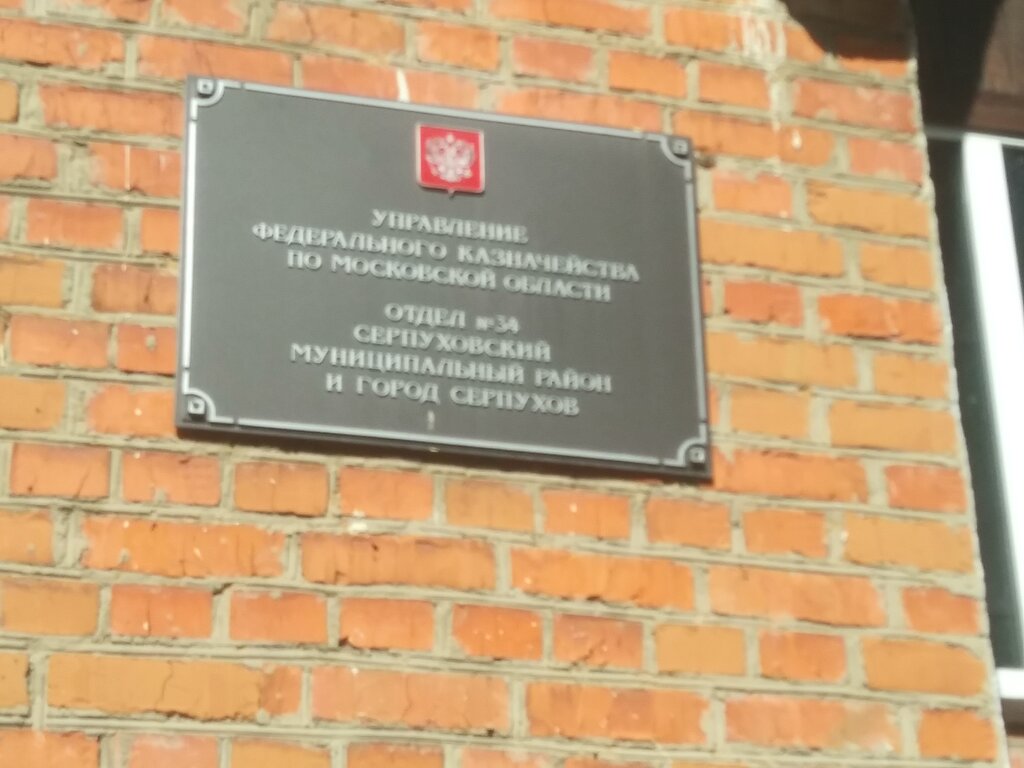 УПРАВЛЕНИЕ
ФЕДЕРАЛЬНОГО КАЗНАЧЕЙСТВА
ПО МОСКОВСКОЙ ОБЛАСТИ
ОТДЕЛ №34
СЕРПУХОВСКИЙ
МУНИЦИПАЛЬНЫЙ РАЙОН
И ГОРОД СЕРПУХОВ